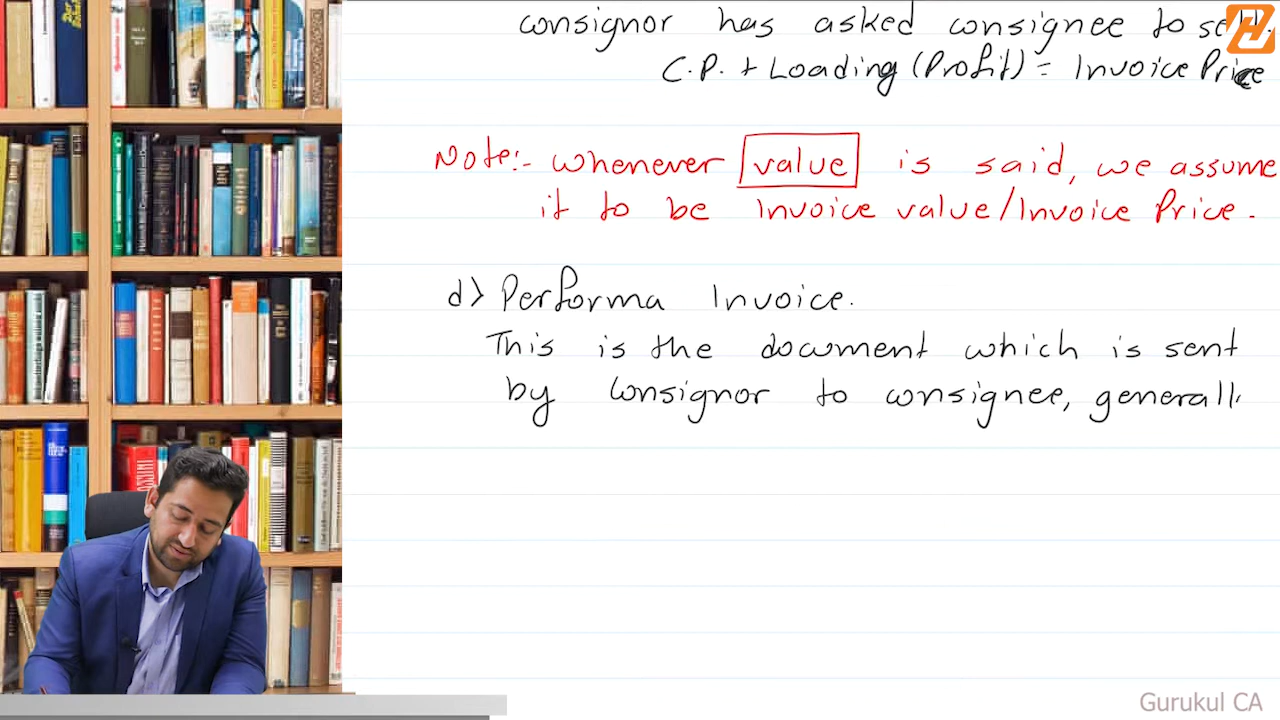 consignor has asked consignee to sell.
C.P. + Loading (Profit) = Invoice Price
Note:- Whenever value is said, we assume
it to be Invoice value/Invoice Price.
d) Performa Invoice.
This is the document which is sent
by consignor to consignee, generall
Gurukul CA